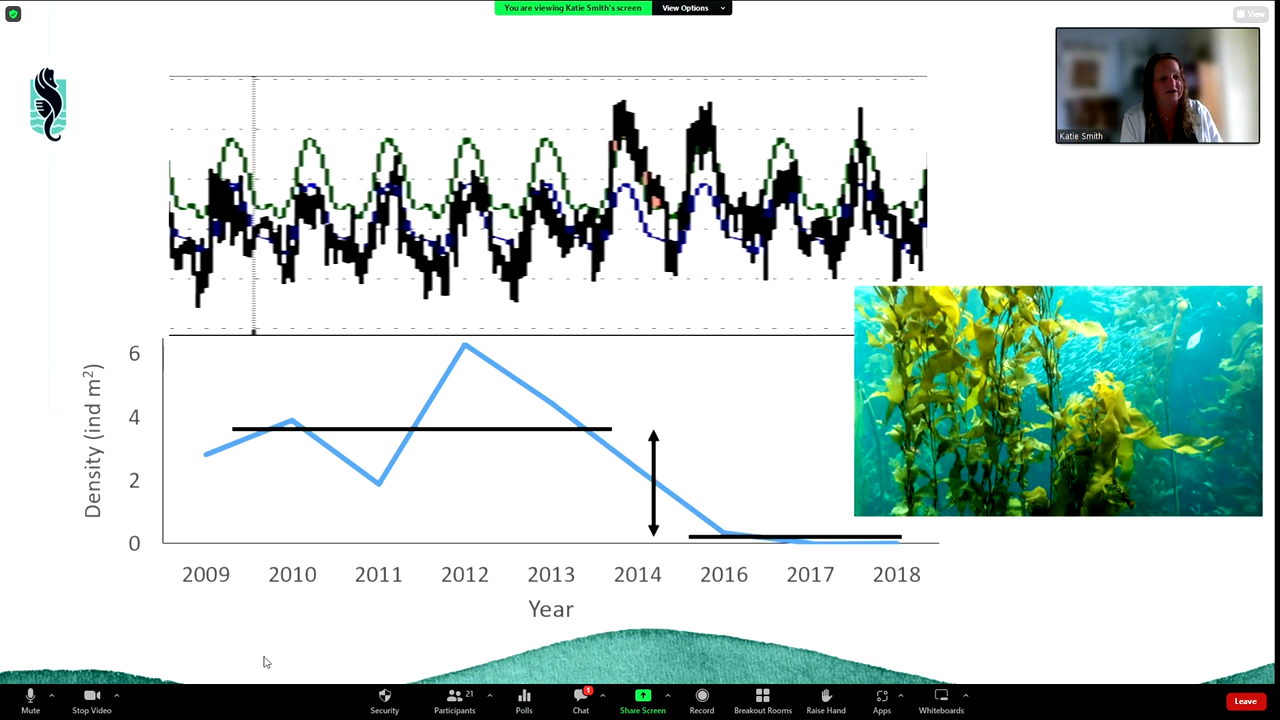 You are viewing Katie Smith's screen
View Options
View
Katie Smith
6
4
2
0
Density (ind m²)
2009 2010 2011 2012 2013 2014 2016 2017 2018
Year
Mute
Stop Video
Security
21
Participants
Polls
1
Chat
Share Screen
Record
Breakout Rooms
Raise Hand
Apps
Whiteboards
Leave